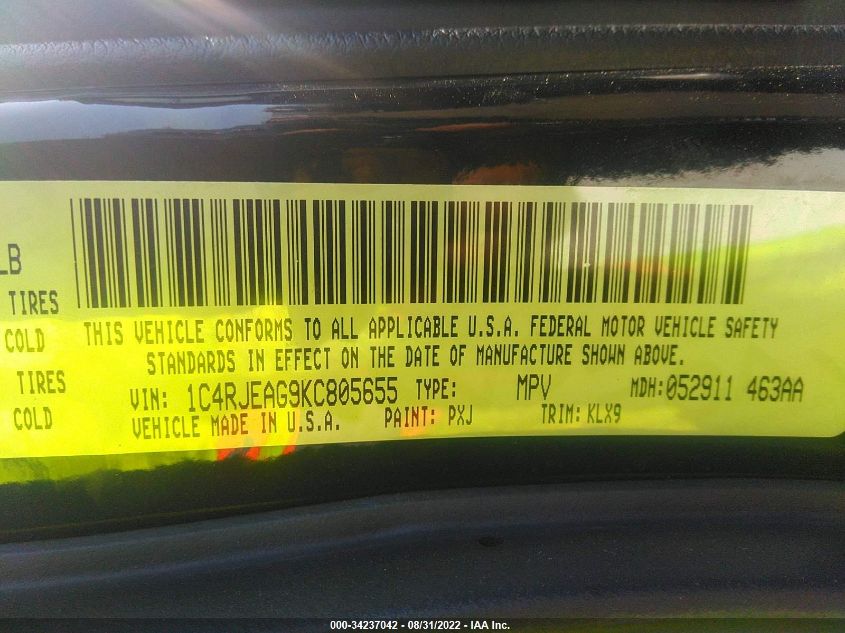 LB
TIRES
COLD
TIRES
COLD
THIS VEHICLE CONFORMS TO ALL APPLICABLE U.S.A. FEDERAL MOTOR VEHICLE SAFETY
STANDARDS IN EFFECT ON THE DATE OF MANUFACTURE SHOWN ABOVE.
VIN: 1C4RJEAG9KC805655 TYPE: MPV MDH:052911 463AA
VEHICLE MADE IN U.S.A. PAINT: PXJ TRIM: KLX9
000-34237042 - 08/31/2022 - IAA Inc.